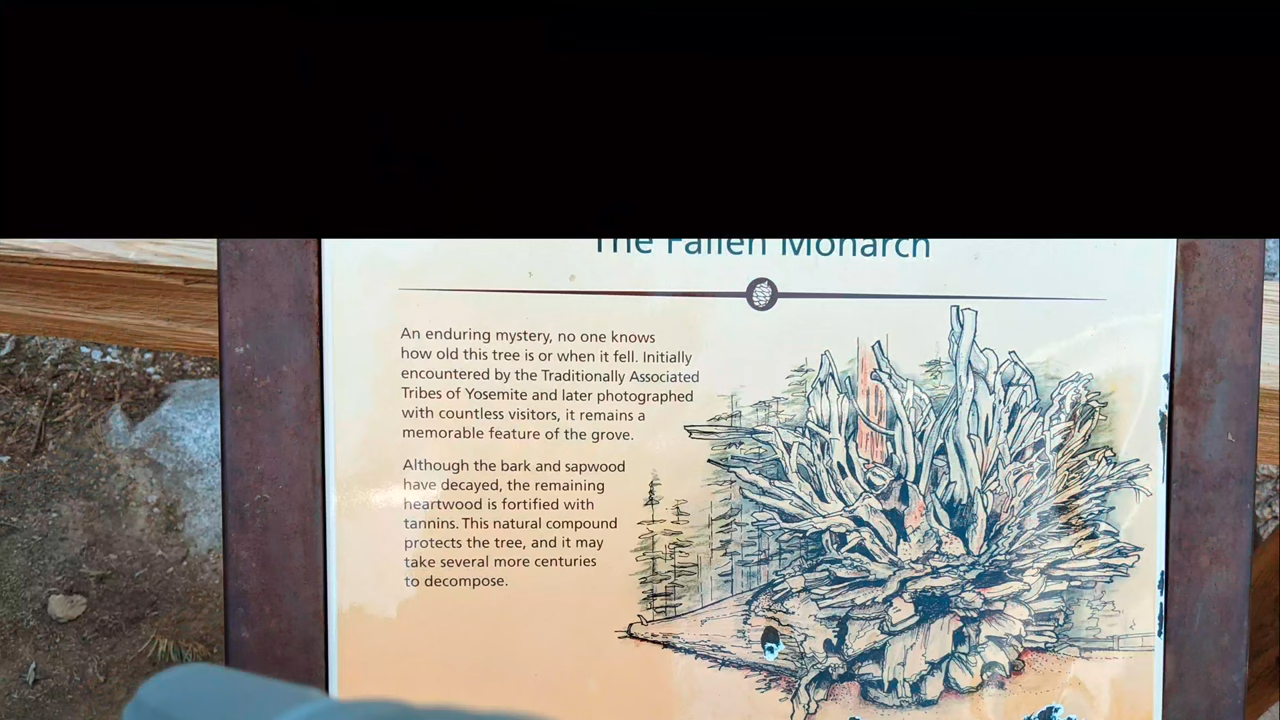 The Fallen Monarch
An enduring mystery, no one knows
how old this tree is or when it fell. Initially
encountered by the Traditionally Associated
Tribes of Yosemite and later photographed
with countless visitors, it remains a
memorable feature of the grove.
Although the bark and sapwood
have decayed, the remaining
heartwood is fortified with
tannins. This natural compound
protects the tree, and it may
take several more centuries
to decompose.